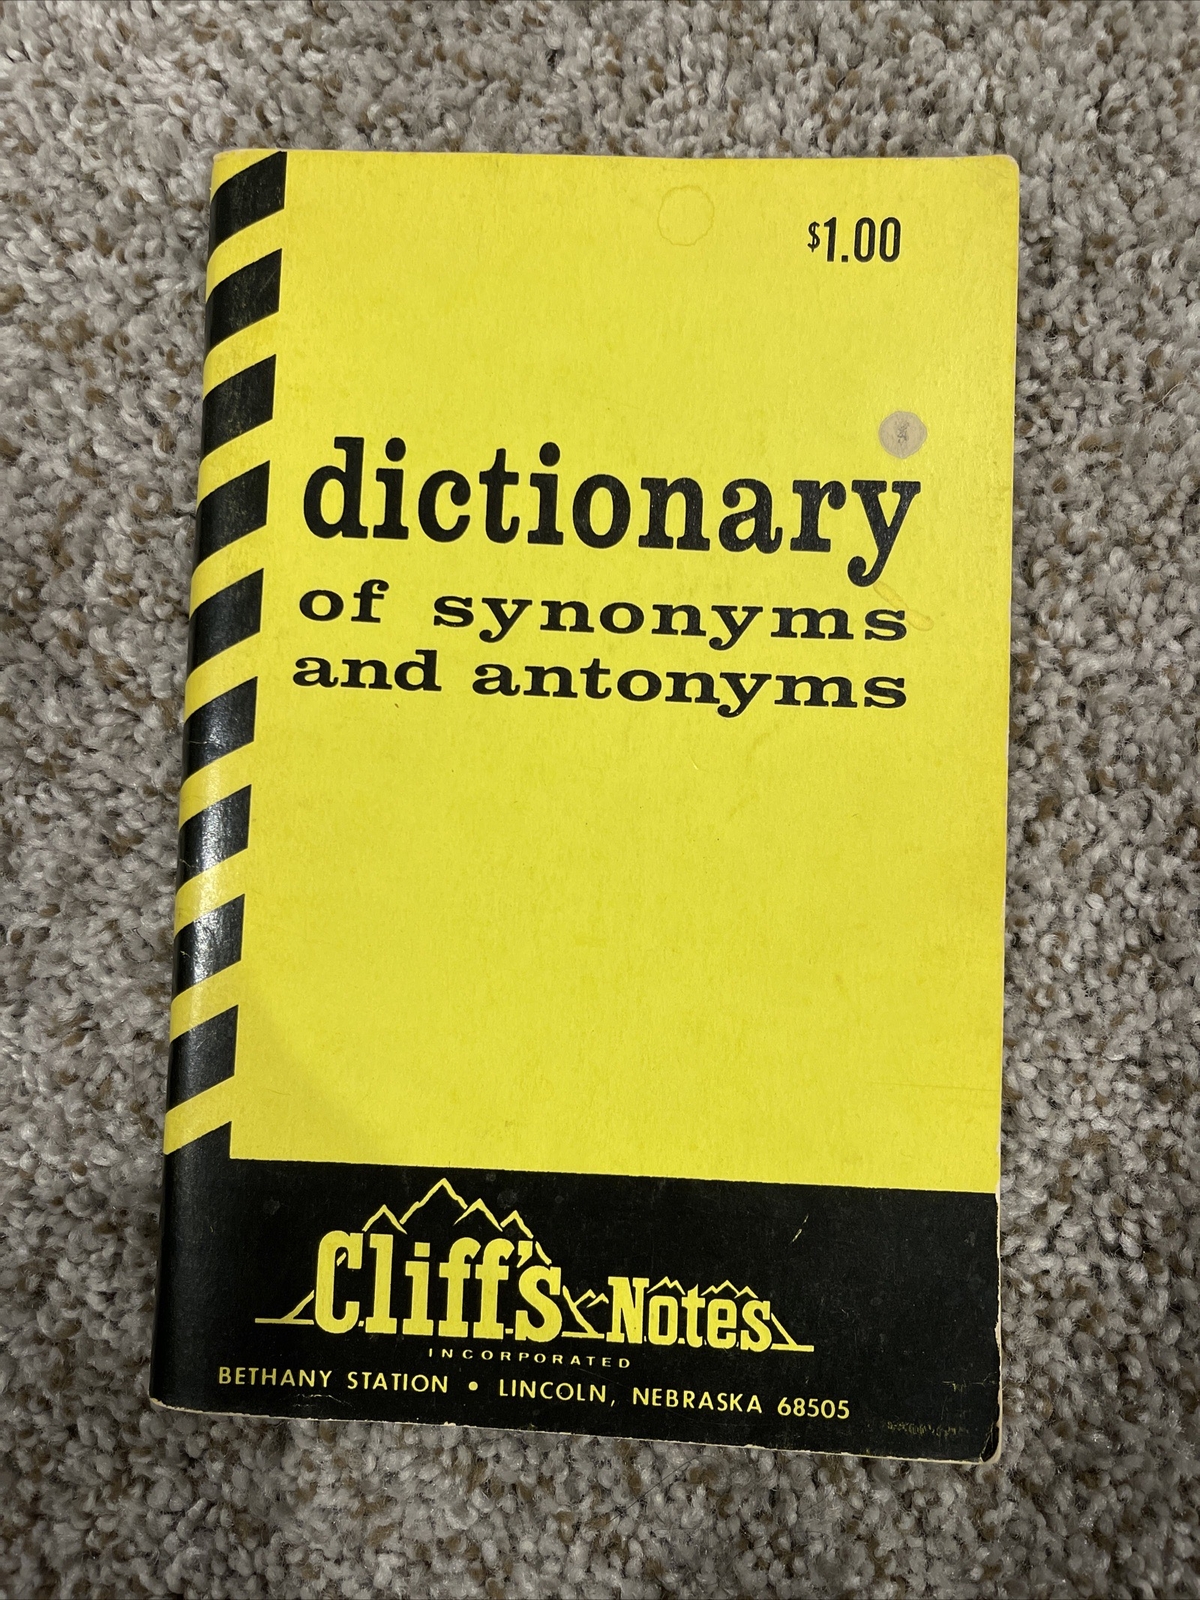 $1.00
dictionary
of synonyms
and antonyms
Cliff's Notes
INCORPORATED
BETHANY STATION • LINCOLN, NEBRASKA 68505